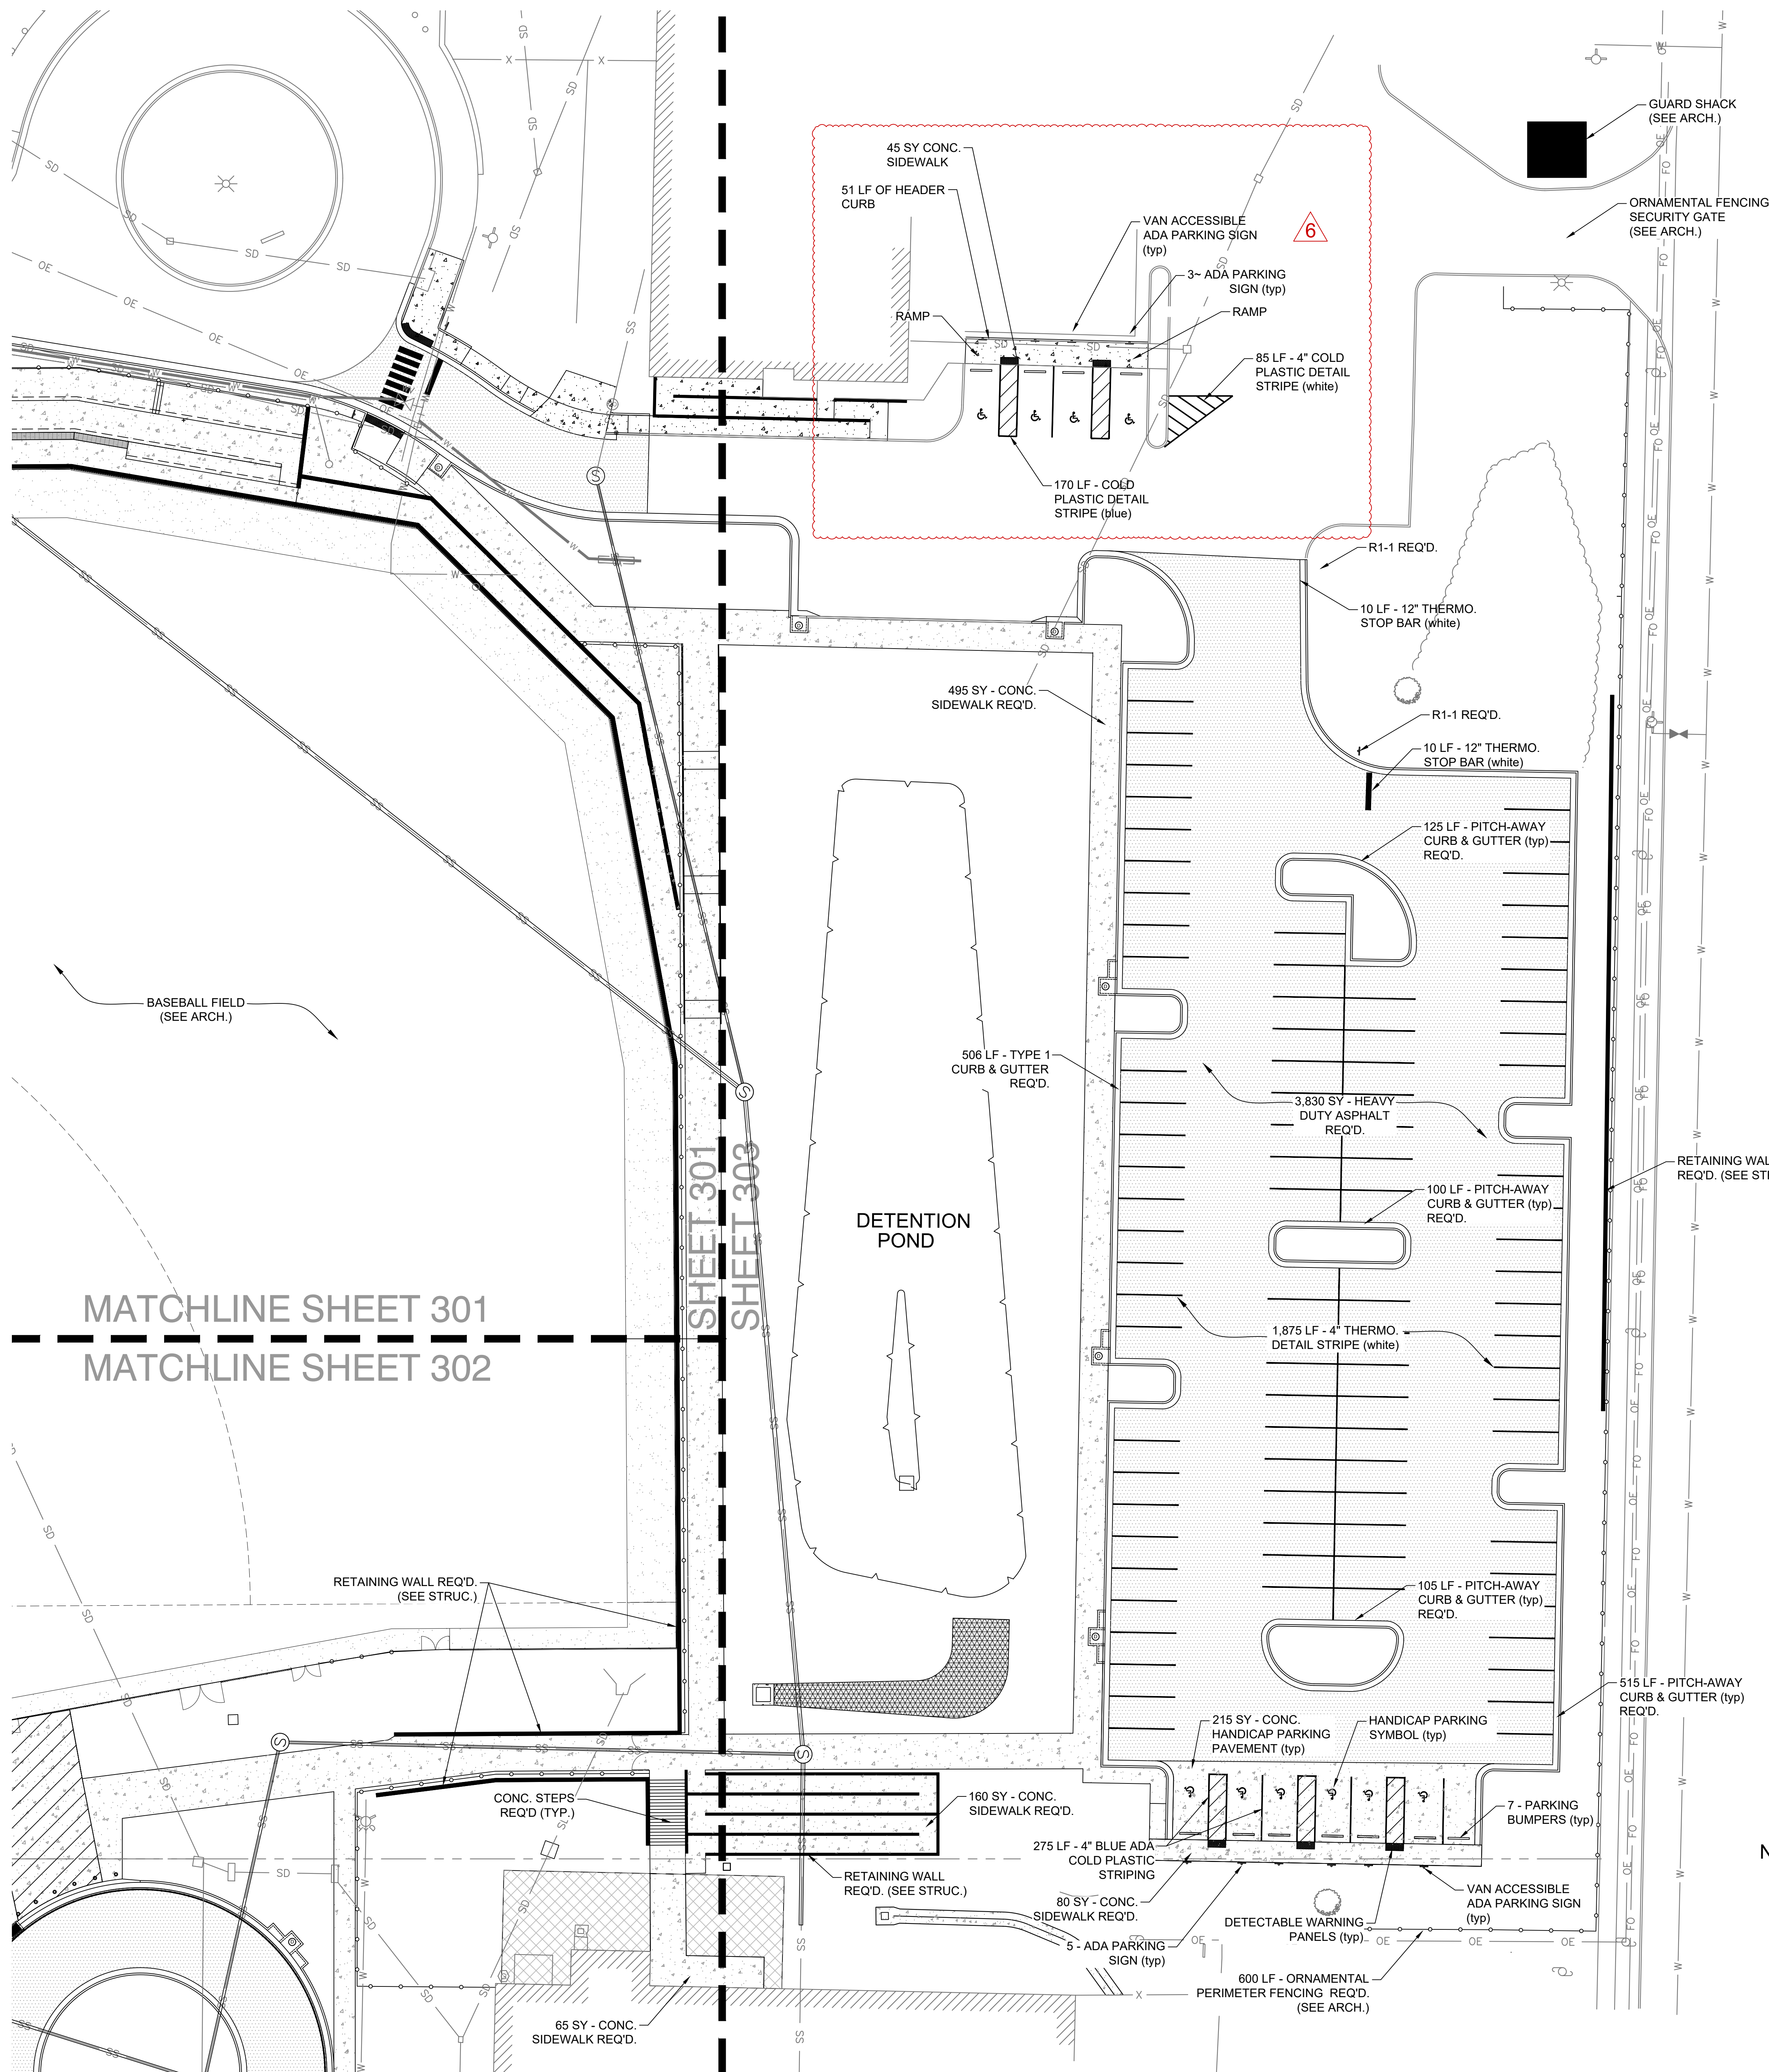 GUARD SHACK
(SEE ARCH.)
45 SY CONC.
SIDEWALK
51 LF OF HEADER
CURB
VAN ACCESSIBLE
ADA PARKING SIGN
(typ)
6
ORNAMENTAL FENCING
SECURITY GATE
(SEE ARCH.)
3~ ADA PARKING
SIGN (typ)
RAMP
RAMP
85 LF - 4" COLD
PLASTIC DETAIL
STRIPE (white)
170 LF - COLD
PLASTIC DETAIL
STRIPE (blue)
R1-1 REQ'D.
10 LF - 12" THERMO.
STOP BAR (white)
495 SY - CONC.
SIDEWALK REQ'D.
R1-1 REQ'D.
10 LF - 12" THERMO.
STOP BAR (white)
125 LF - PITCH-AWAY
CURB & GUTTER (typ)
REQ'D.
BASEBALL FIELD
(SEE ARCH.)
506 LF - TYPE 1
CURB & GUTTER
REQ'D.
3,830 SY - HEAVY
DUTY ASPHALT
REQ'D.
RETAINING WAL
REQ'D. (SEE ST
SHEET 301
SHEET 303
100 LF - PITCH-AWAY
CURB & GUTTER (typ)
REQ'D.
DETENTION
POND
MATCHLINE SHEET 301
MATCHLINE SHEET 302
1,875 LF - 4" THERMO.
DETAIL STRIPE (white)
RETAINING WALL REQ'D.
(SEE STRUC.)
105 LF - PITCH-AWAY
CURB & GUTTER (typ)
REQ'D.
515 LF - PITCH-AWAY
CURB & GUTTER (typ)
REQ'D.
215 SY - CONC.
HANDICAP PARKING
PAVEMENT (typ)
HANDICAP PARKING
SYMBOL (typ)
CONC. STEPS
REQ'D (TYP.)
160 SY - CONC.
SIDEWALK REQ'D.
7 - PARKING
BUMPERS (typ)
275 LF - 4" BLUE ADA
COLD PLASTIC
STRIPING
RETAINING WALL
REQ'D. (SEE STRUC.)
80 SY - CONC.
SIDEWALK REQ'D.
VAN ACCESSIBLE
ADA PARKING SIGN
(typ)
DETECTABLE WARNING
PANELS (typ)
5 - ADA PARKING
SIGN (typ)
600 LF - ORNAMENTAL
PERIMETER FENCING REQ'D.
(SEE ARCH.)
65 SY - CONC.
SIDEWALK REQ'D.